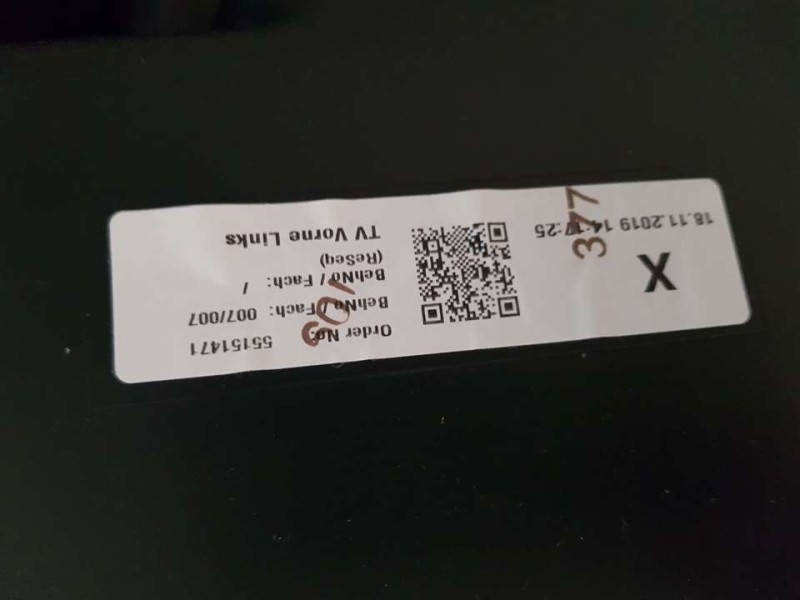 X
18.11.2019 14:17:25
377
Order No: 55151471
BehNo / Fach: 007/007
BehNo / Fach: /
(ReSeq)
TV Vorne Links